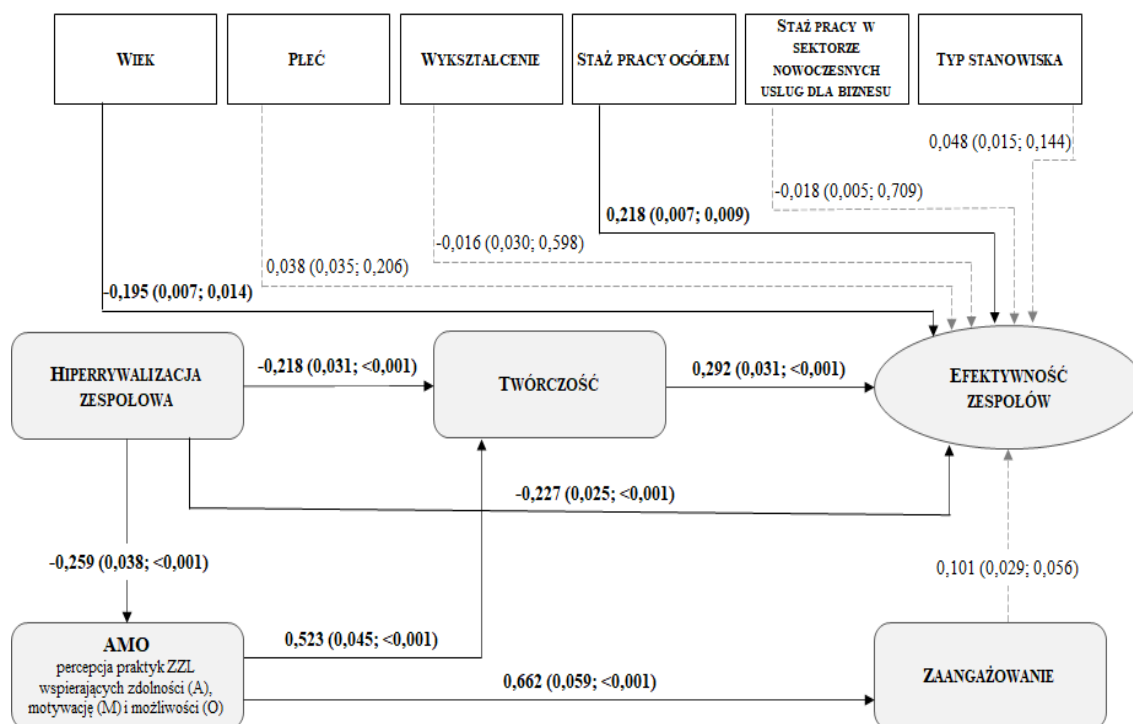 WIEK
PŁEĆ
WYKSZTAŁCENIE
STAŻ PRACY OGÓŁEM
STAŻ PRACY W
SEKTORZE
NOWOCZESNYCH
USŁUG DLA BIZNESU
TYP STANOWISKA
0,048 (0,015; 0,144)
-0,018 (0,005; 0,709)
0,218 (0,007; 0,009)
-0,016 (0,030; 0,598)
0,038 (0,035; 0,206)
-0,195 (0,007; 0,014)
HIPERRYWALIZACJA
ZESPOŁOWA
-0,218 (0,031; <0,001)
TWÓRCZOŚĆ
0,292 (0,031; <0,001)
EFEKTYWNOŚĆ
ZESPOŁÓW
-0,227 (0,025; <0,001)
-0,259 (0,038; <0,001)
0,101 (0,029; 0,056)
AMO
percepcja praktyk ZZL
wspierających zdolności (A),
motywację (M) i możliwości (O)
0,523 (0,045; <0,001)
0,662 (0,059; <0,001)
ZAANGAŻOWANIE